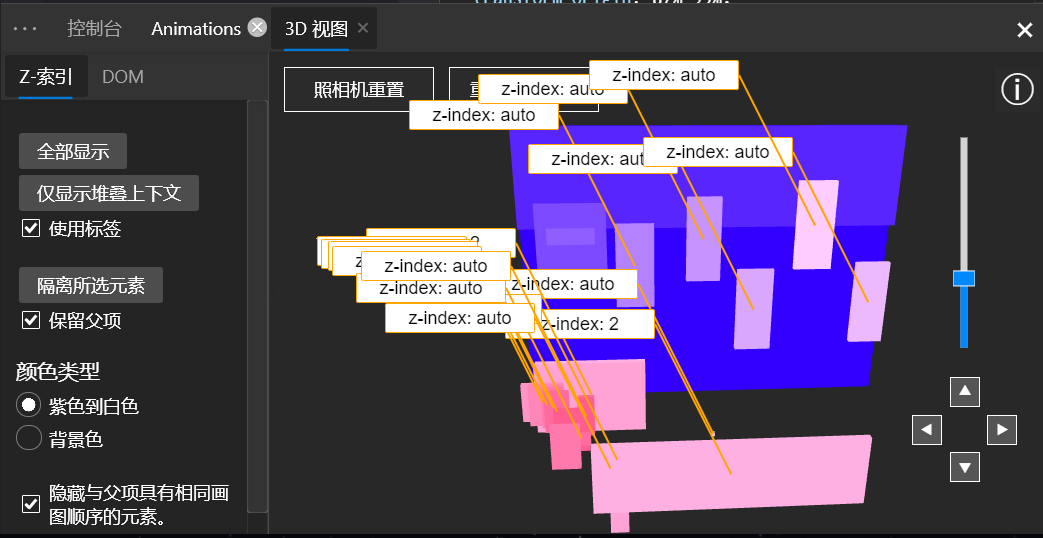 控制台
Animations
3D 视图
Z-索引
DOM
全部显示
仅显示堆叠上下文
使用标签
隔离所选元素
保留父项
颜色类型
紫色到白色
背景色
隐藏与父项具有相同画
图顺序的元素。
照相机重置
z-index: auto
z-index: auto
z-index: auto
z-index: auto
z-index: auto
z-index: auto
z-index: auto
z-index: auto
z-index: 2